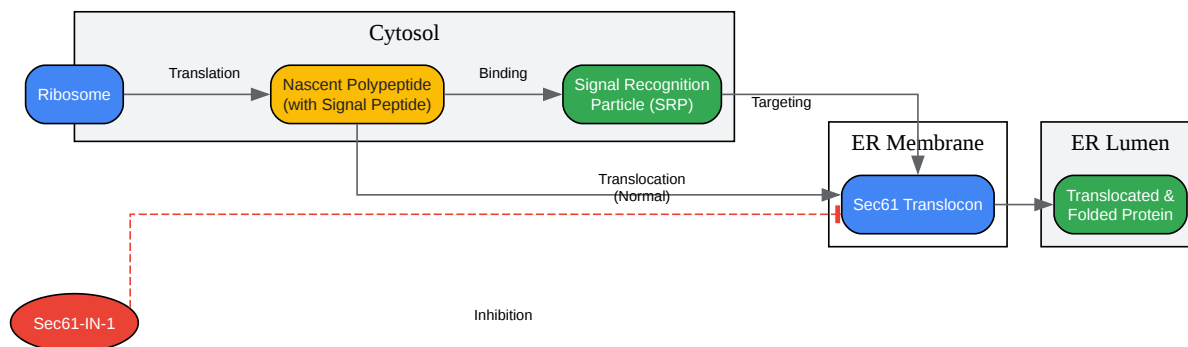 Cytosol
Ribosome
Translation
Nascent Polypeptide
(with Signal Peptide)
Binding
Signal Recognition
Particle (SRP)
Targeting
ER Membrane
ER Lumen
Translocation
(Normal)
Sec61 Translocon
Translocated &
Folded Protein
Sec61-IN-1
Inhibition